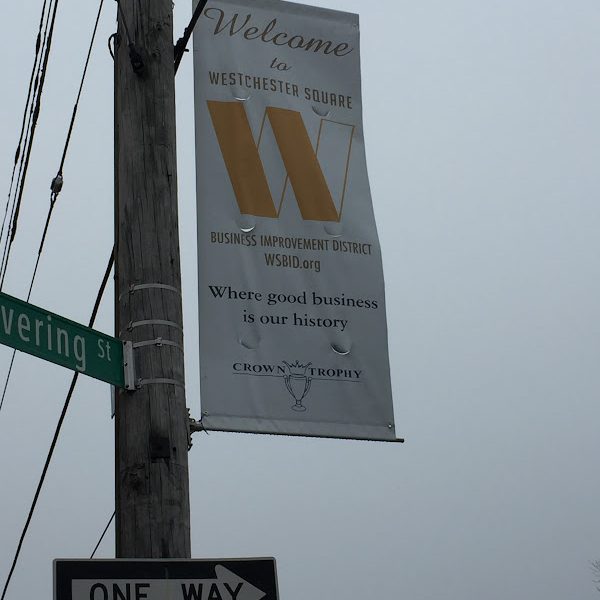 Welcome
to
WESTCHESTER SQUARE
W
BUSINESS IMPROVEMENT DISTRICT
WSBID.org
Where good business
is our history
CROWN TROPHY
vering St
ONE WAY